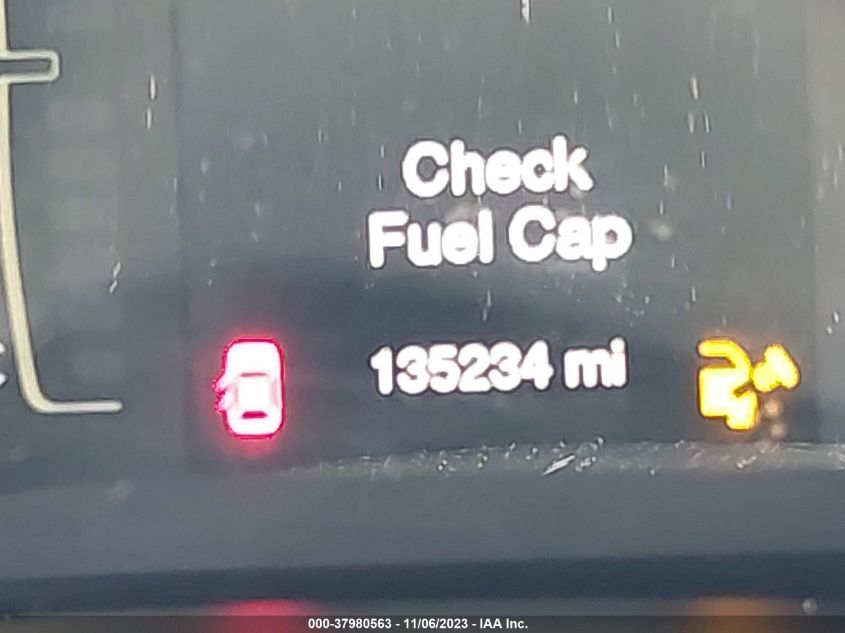 Check
Fuel Cap
135234 mi
000-37980563 - 11/06/2023 - IAA Inc.